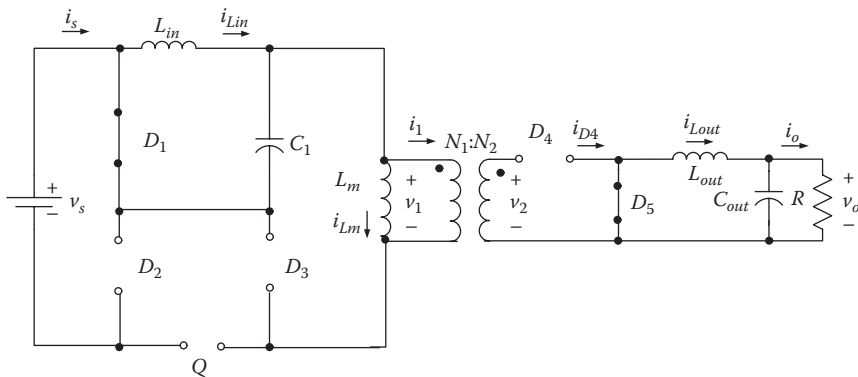 i_s L_in i_Lin
D_1 C_1
i_1 N_1:N_2 D_4 i_D4 i_Lout i_o
+ v_s −
L_m + v_1 − + v_2 − D_5 L_out C_out R + v_o −
i_Lm
D_2 D_3
Q